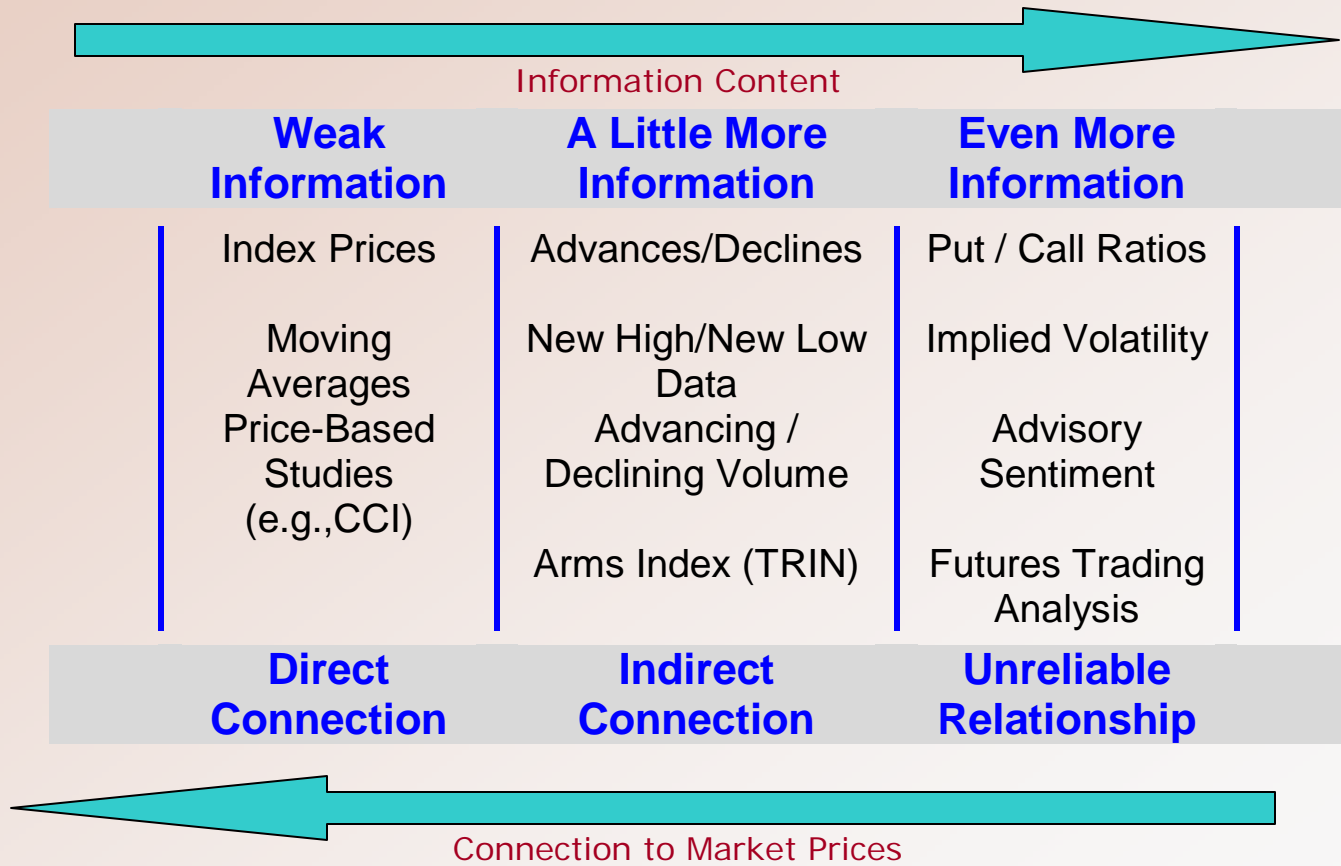 Information Content
Weak
Information
A Little More
Information
Even More
Information
Index Prices
Moving
Averages
Price-Based
Studies
(e.g.,CCI)
Advances/Declines
New High/New Low
Data
Advancing /
Declining Volume
Arms Index (TRIN)
Put / Call Ratios
Implied Volatility
Advisory
Sentiment
Futures Trading
Analysis
Direct
Connection
Indirect
Connection
Unreliable
Relationship
Connection to Market Prices